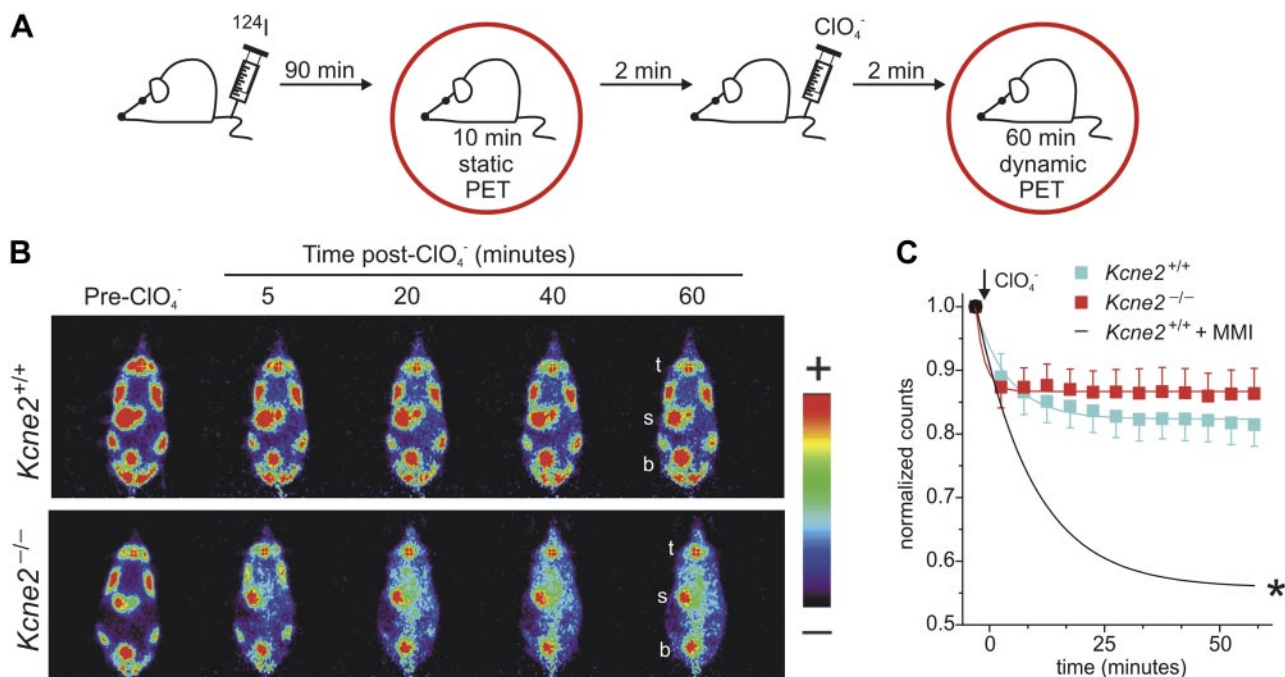 A
¹²⁴I
90 min
10 min
static
PET
2 min
ClO₄⁻
2 min
60 min
dynamic
PET
B
Time post-ClO₄⁻ (minutes)
Pre-ClO₄⁻ 5 20 40 60
Kcne2⁺/⁺
t
s
b
Kcne2⁻/⁻
t
s
b
+
−
C
ClO₄⁻
Kcne2⁺/⁺
Kcne2⁻/⁻
Kcne2⁺/⁺ + MMI
normalized counts
1.0
0.9
0.8
0.7
0.6
0.5
*
0 25 50
time (minutes)